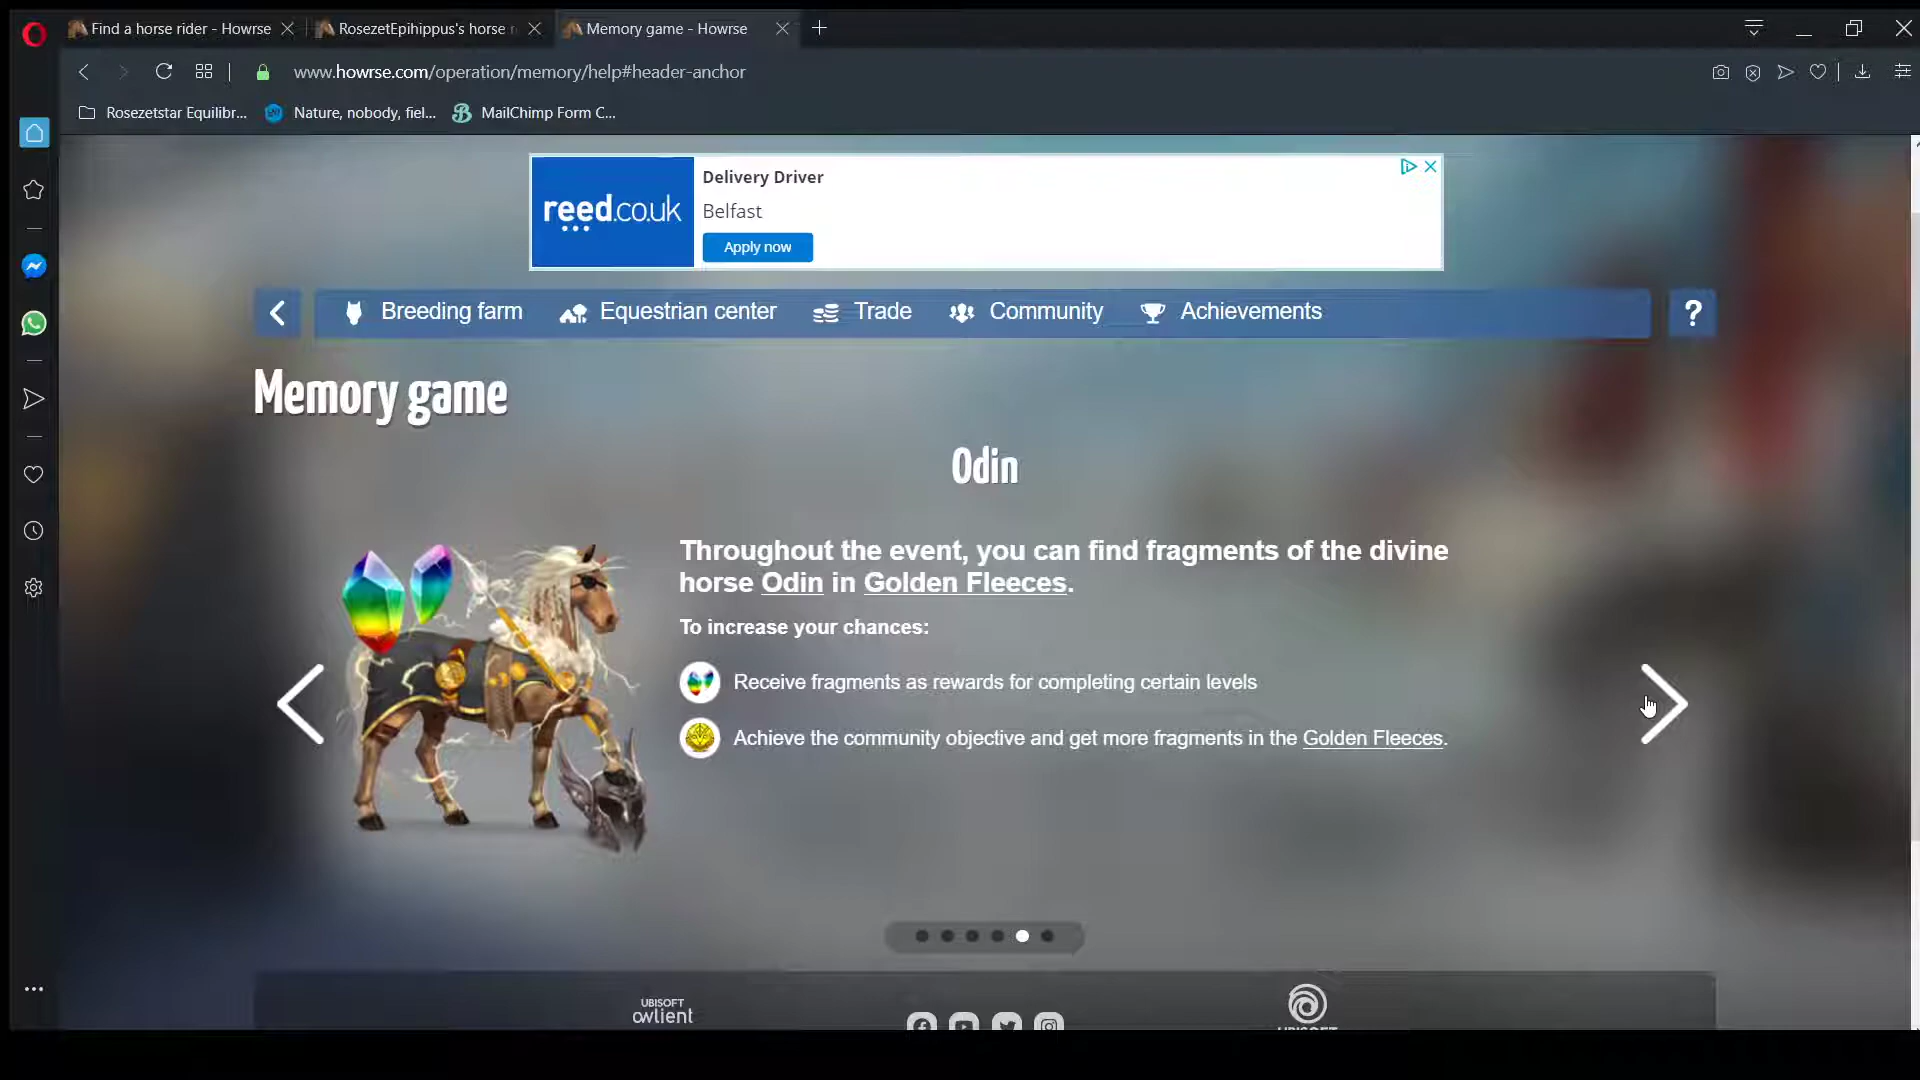 Find a horse rider - Howrse
RosezetEpihippus's horse r
Memory game - Howrse
www.howrse.com/operation/memory/help#header-anchor
Rosezetstar Equilibr...
Nature, nobody, fiel...
MailChimp Form C...
reed.co.uk
Delivery Driver
Belfast
Apply now
Breeding farm
Equestrian center
Trade
Community
Achievements
?
Memory game
Odin
Throughout the event, you can find fragments of the divine
horse Odin in Golden Fleeces.
To increase your chances:
Receive fragments as rewards for completing certain levels
Achieve the community objective and get more fragments in the Golden Fleeces.
UBISOFT
owlient
UBISOFT